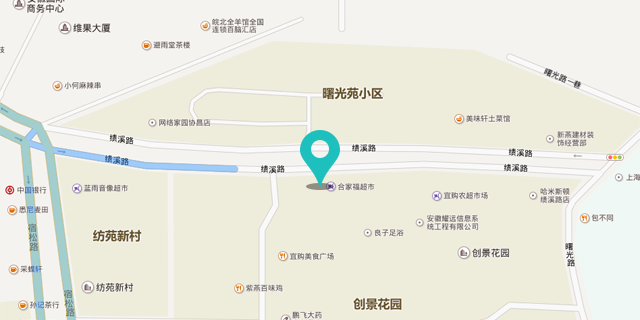 商务中心
维果大厦
皖北全羊馆全国
连锁百脑汇店
避雨堂茶楼
小何麻辣串
曙光苑小区
曙光路一巷
网络家园协昌店
美味轩土菜馆
新燕建材装
饰经营部
绩溪路
绩溪路
绩溪路
绩溪路
绩溪路
中国银行
蓝雨音像超市
合家福超市
宜购农超市场
哈米斯顿
绩溪路店
上海
悉尼麦田
宿松路
纺苑新村
良子足浴
安徽耀远信息系
统工程有限公司
包不同
曙光路
宜购美食广场
创景花园
采蝶轩
纺苑新村
紫燕百味鸡
宿松路
孙记茶行
鹏飞大药
创景花园